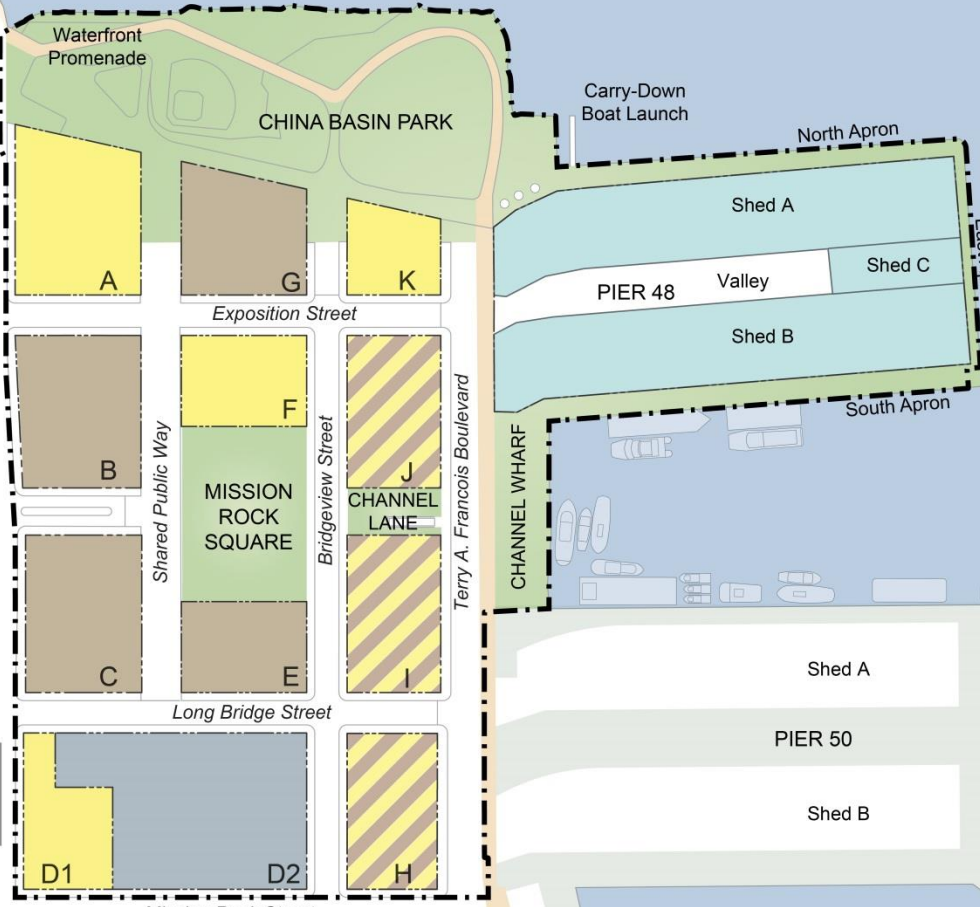 Waterfront
Promenade
CHINA BASIN PARK
Carry-Down
Boat Launch
North Apron
Shed A
Shed C
Valley
PIER 48
Shed B
South Apron
A
G
K
Exposition Street
F
B
J
Shared Public Way
MISSION
ROCK
SQUARE
Bridgeview Street
CHANNEL
LANE
Terry A. Francois Boulevard
CHANNEL WHARF
C
E
I
Long Bridge Street
Shed A
PIER 50
Shed B
D1
D2
H